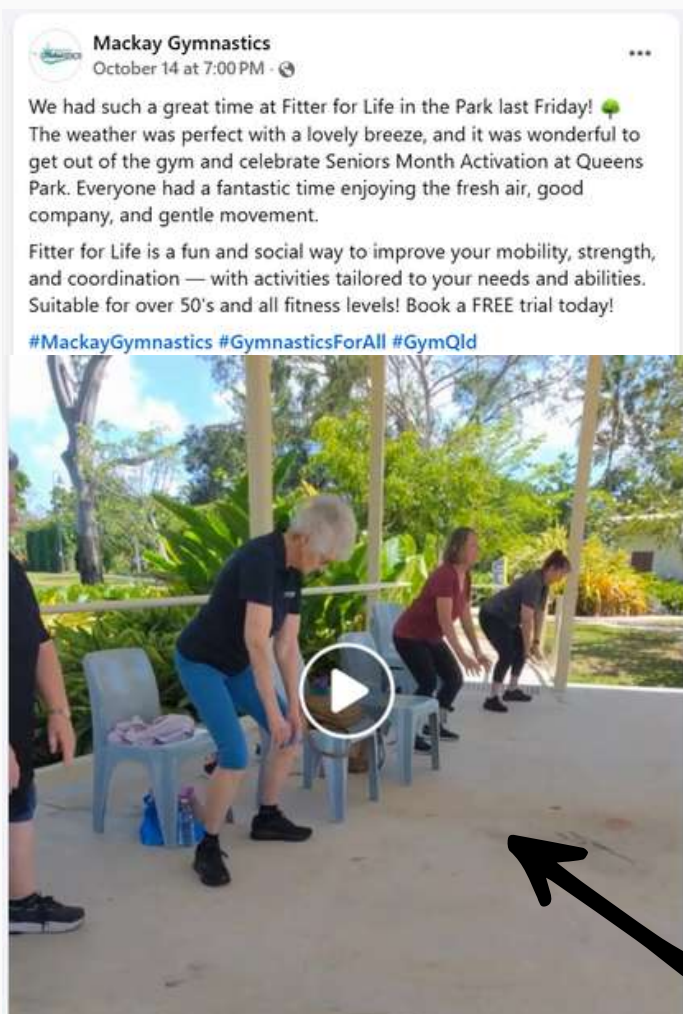 Mackay Gymnastics
October 14 at 7:00 PM ·
We had such a great time at Fitter for Life in the Park last Friday! 🌳
The weather was perfect with a lovely breeze, and it was wonderful to
get out of the gym and celebrate Seniors Month Activation at Queens
Park. Everyone had a fantastic time enjoying the fresh air, good
company, and gentle movement.
Fitter for Life is a fun and social way to improve your mobility, strength,
and coordination — with activities tailored to your needs and abilities.
Suitable for over 50's and all fitness levels! Book a FREE trial today!
#MackayGymnastics #GymnasticsForAll #GymQld